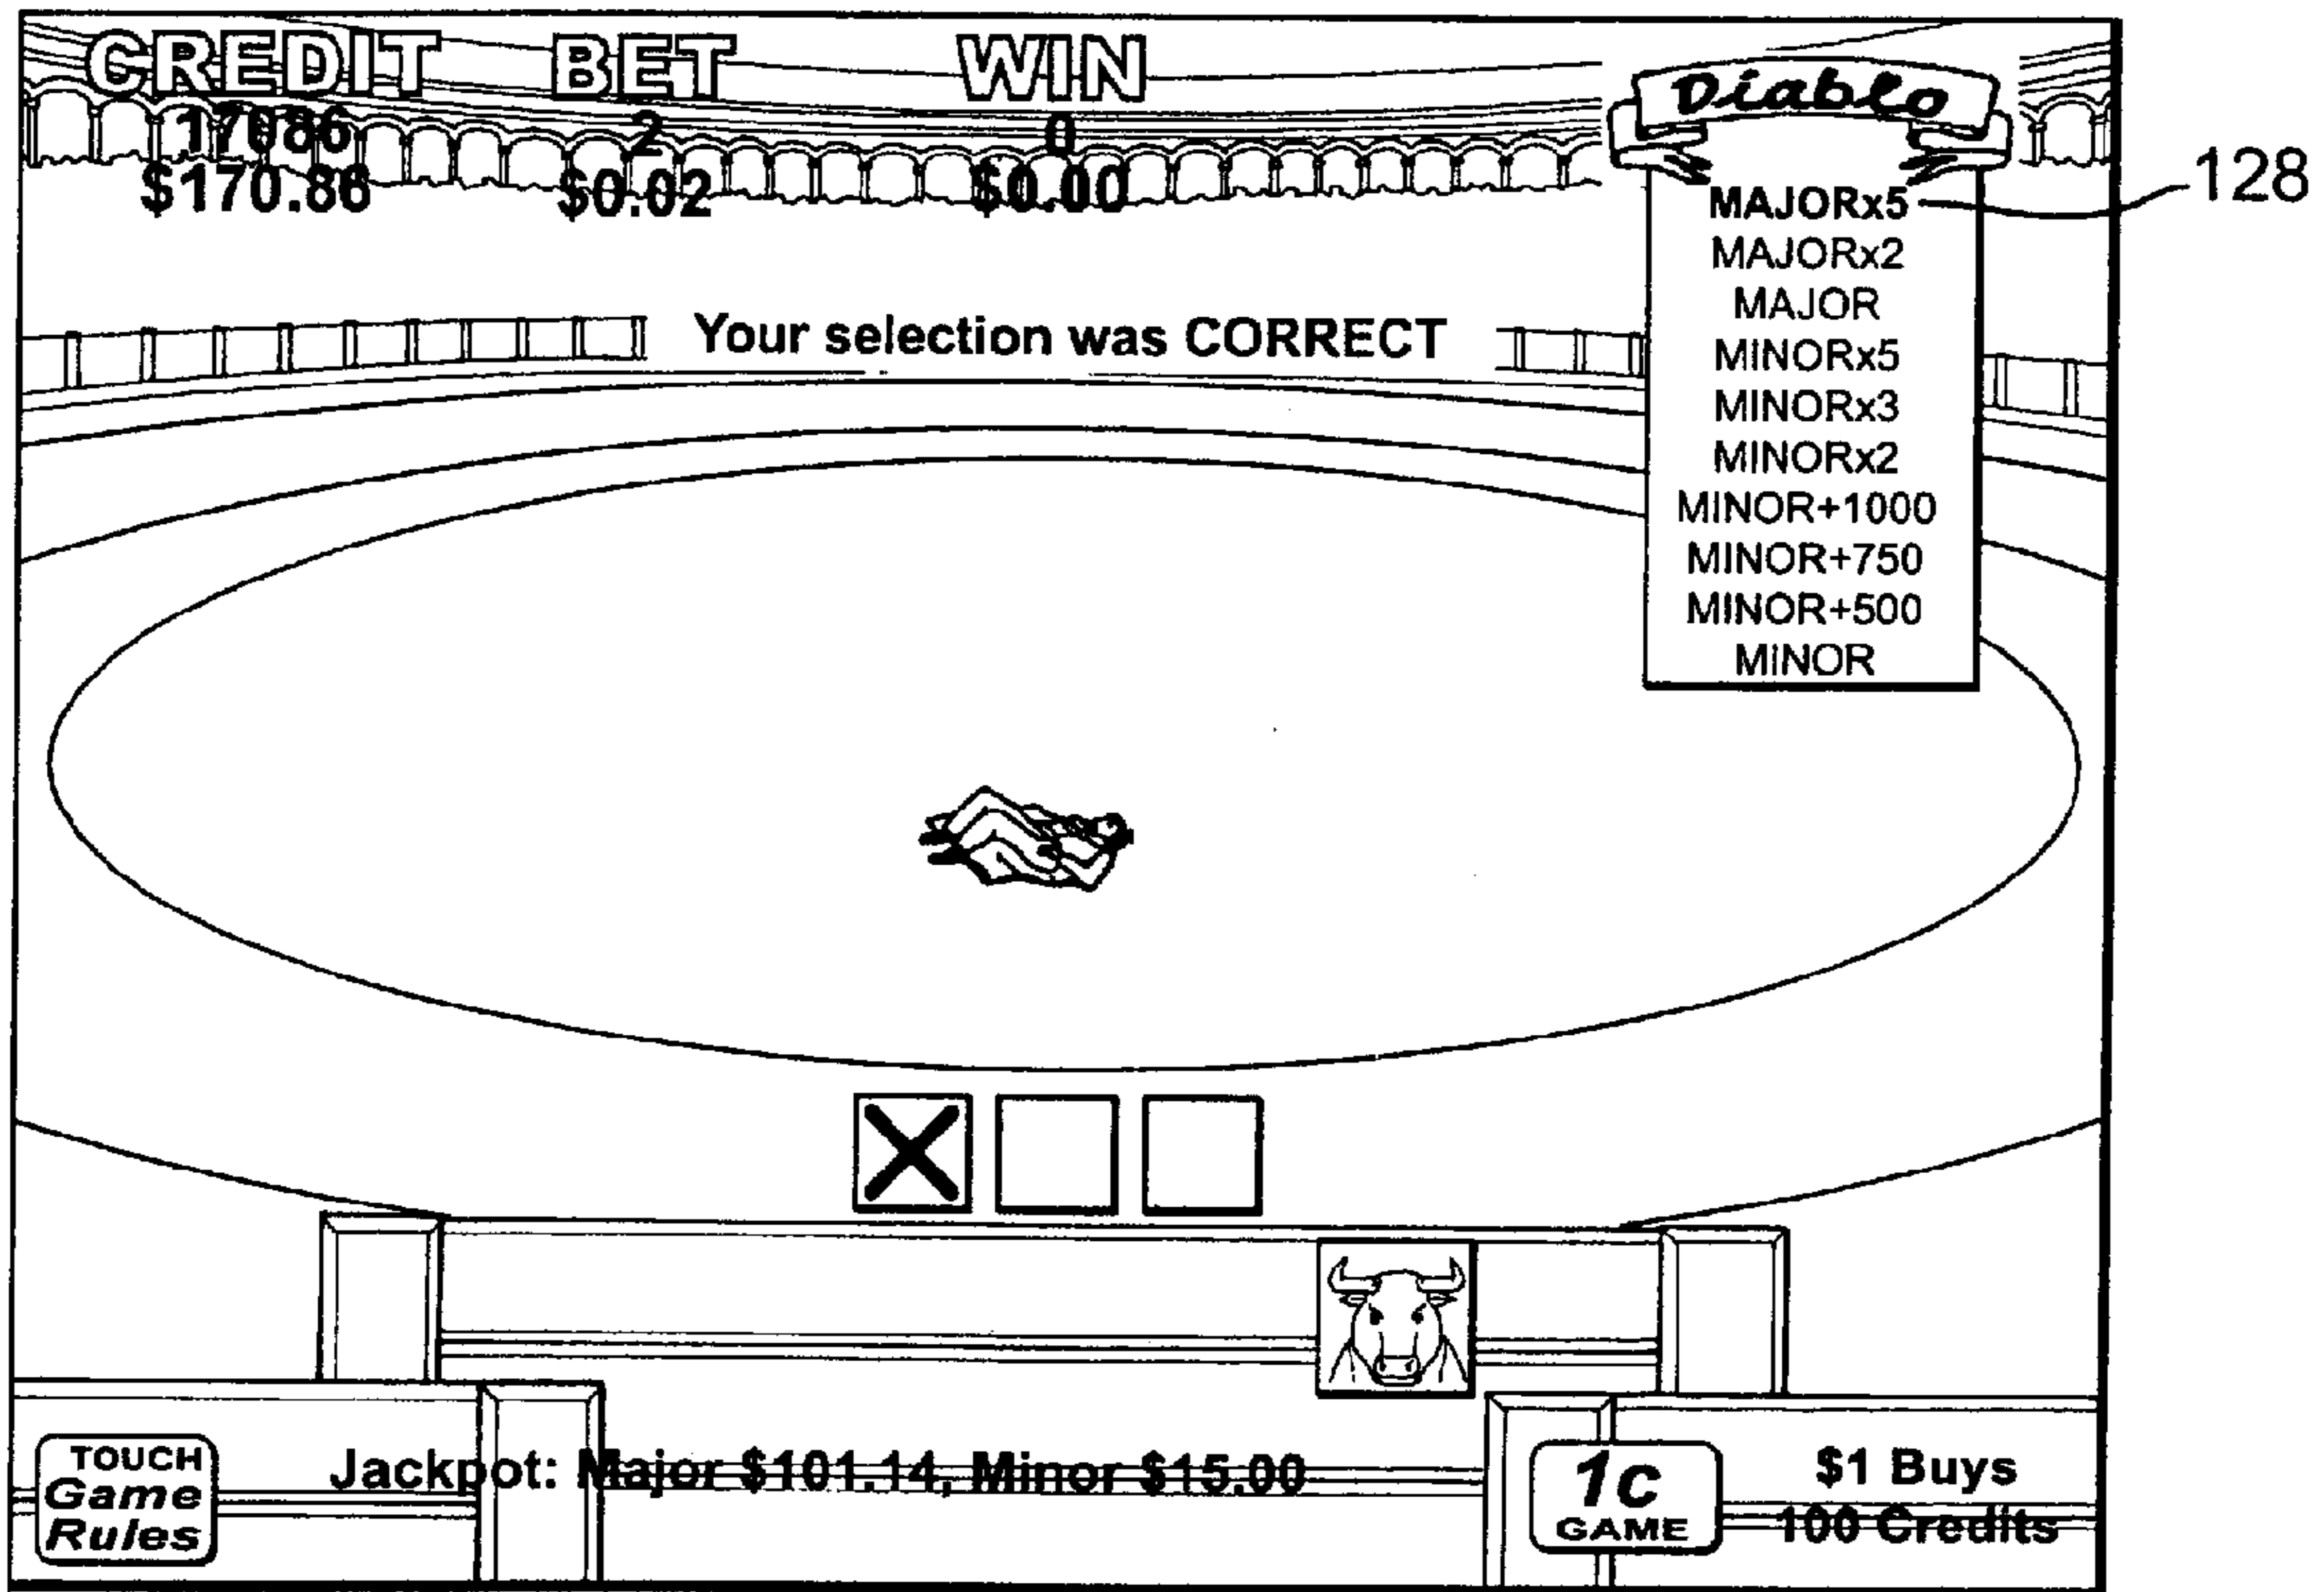 CREDIT BET WIN
17086 2 0
$170.86 $0.02 $0.00
Diablo
128
MAJORx5
MAJORx2
MAJOR
MINORx5
MINORx3
MINORx2
MINOR+1000
MINOR+750
MINOR+500
MINOR
Your selection was CORRECT
TOUCH
Game
Rules
Jackpot: Major $101.14, Minor $15.00
1c
GAME
$1 Buys
100 Credits